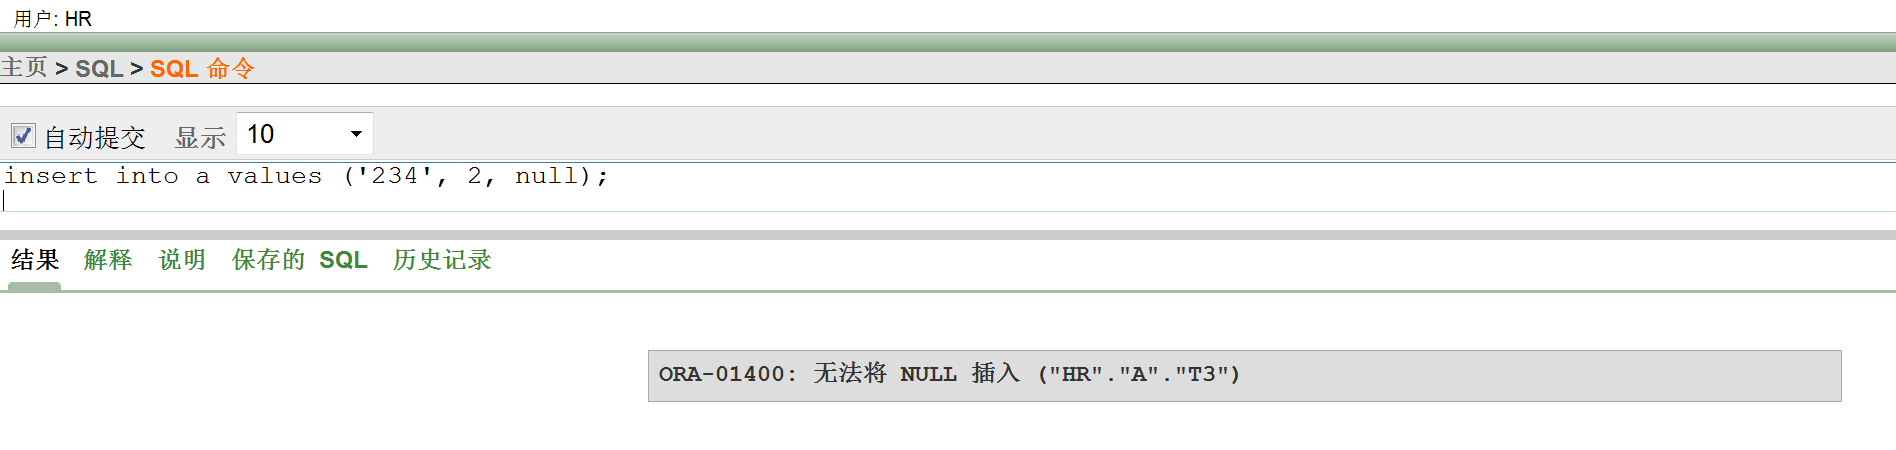 用户: HR
主页 > SQL > SQL 命令
自动提交 显示 10
insert into a values ('234', 2, null);
结果 解释 说明 保存的 SQL 历史记录
ORA-01400: 无法将 NULL 插入 ("HR"."A"."T3")